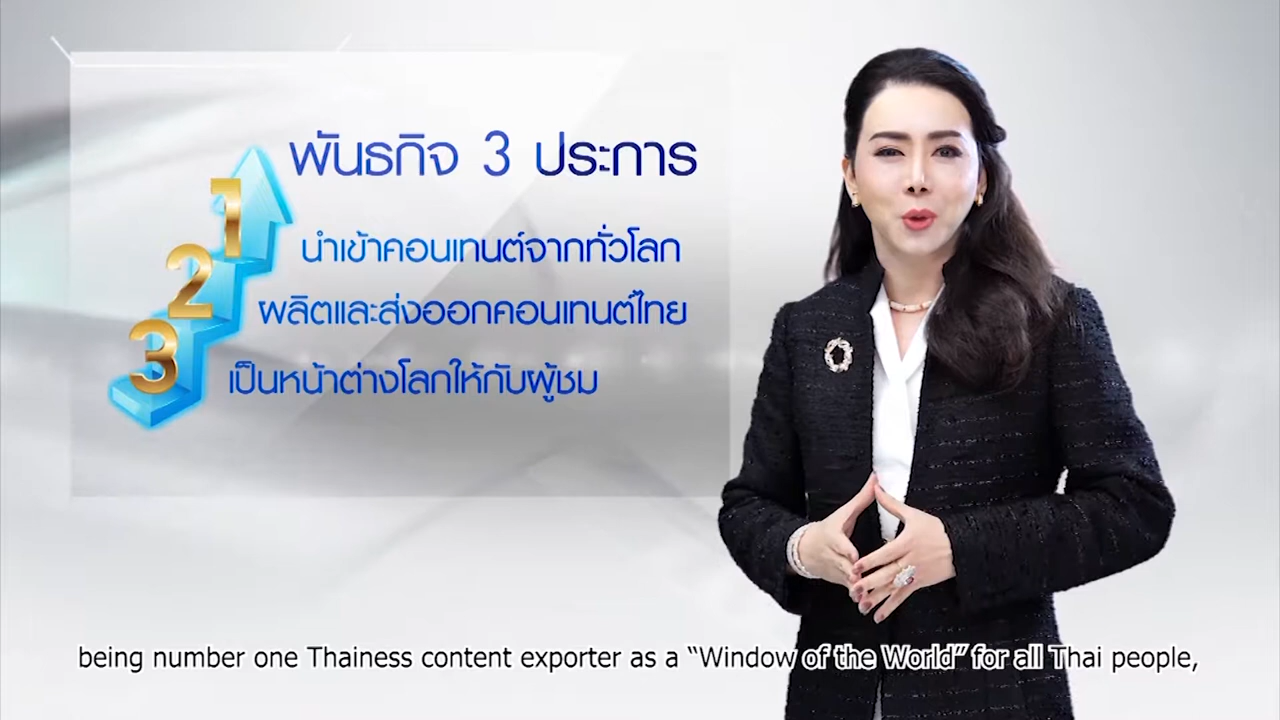 พันธกิจ 3 ประการ
1 นำเข้าคอนเทนต์จากทั่วโลก
2 ผลิตและส่งออกคอนเทนต์ไทย
3 เป็นหน้าต่างโลกให้กับผู้ชม
being number one Thainess content exporter as a “Window of the World” for all Thai people,